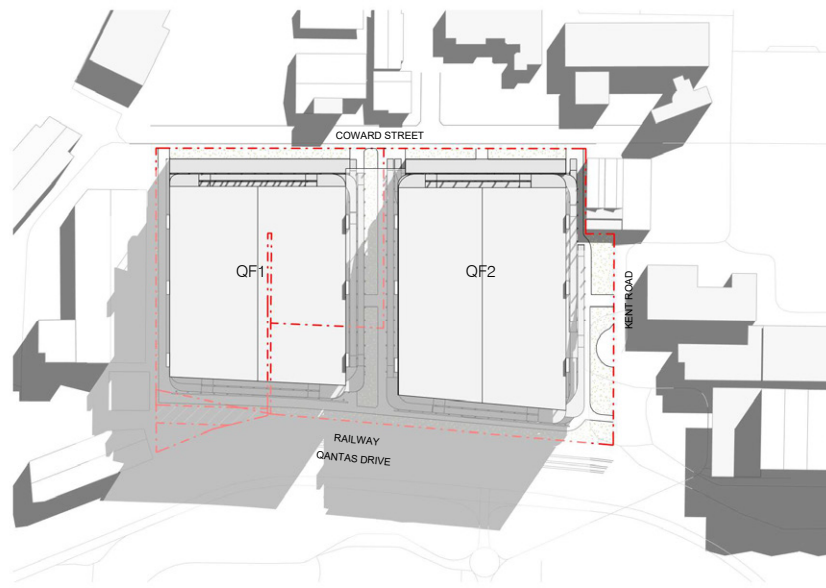 COWARD STREET
QF1
QF2
KENT ROAD
RAILWAY
QANTAS DRIVE